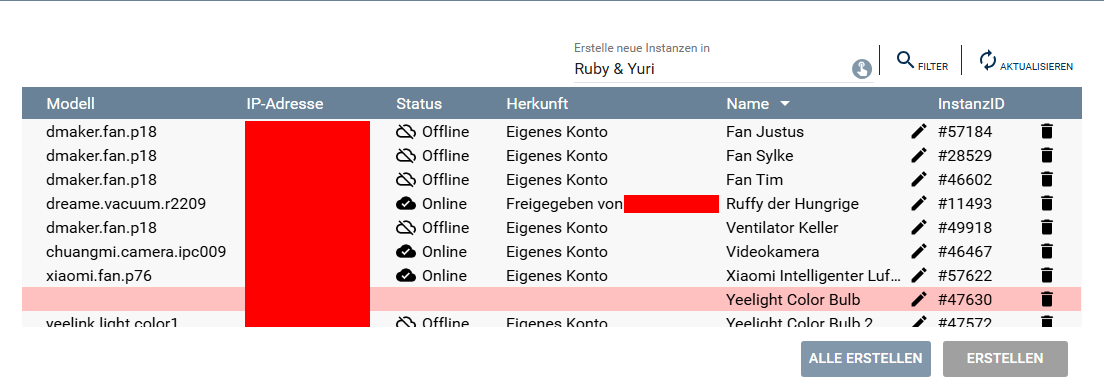 Erstelle neue Instanzen in
Ruby & Yuri FILTER AKTUALISIEREN
Modell IP-Adresse Status Herkunft Name InstanzID
dmaker.fan.p18 Offline Eigenes Konto Fan Justus #57184
dmaker.fan.p18 Offline Eigenes Konto Fan Sylke #28529
dmaker.fan.p18 Offline Eigenes Konto Fan Tim #46602
dreame.vacuum.r2209 Online Freigegeben von Ruffy der Hungrige #11493
dmaker.fan.p18 Offline Eigenes Konto Ventilator Keller #49918
chuangmi.camera.ipc009 Online Eigenes Konto Videokamera #46467
xiaomi.fan.p76 Online Eigenes Konto Xiaomi Intelligenter Luf... #57622
Yeelight Color Bulb #47630
yeelink.light.color1 Offline Eigenes Konto Yeelight Color Bulb 2 #47572
ALLE ERSTELLEN ERSTELLEN